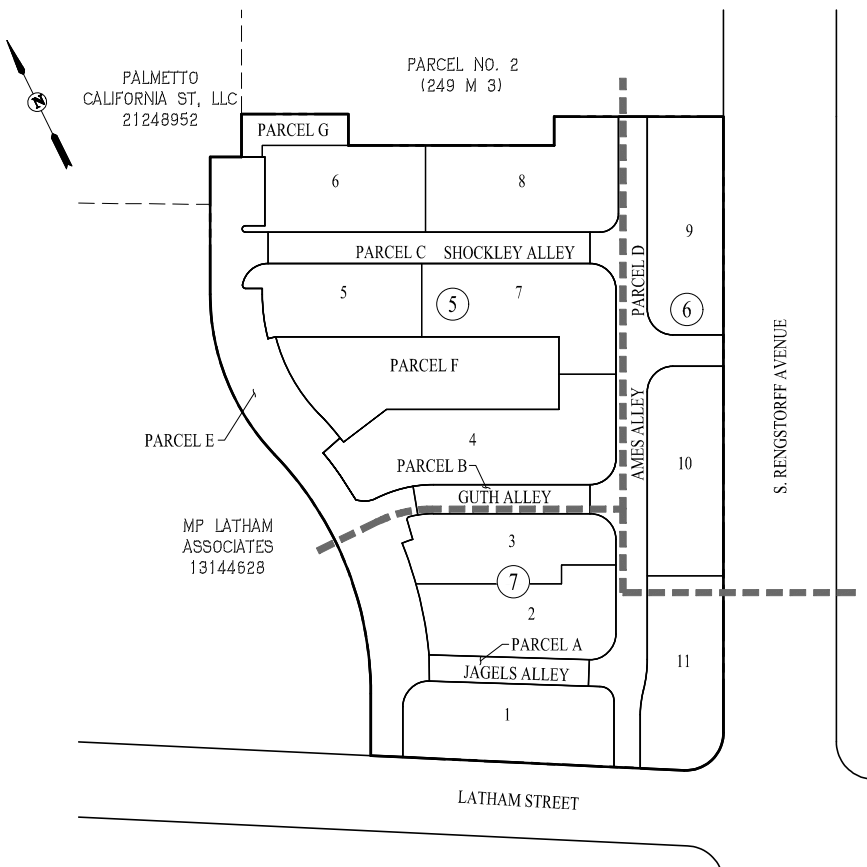 PARCEL NO. 2
(249 M 3)
PALMETTO
CALIFORNIA ST, LLC
21248952
N
PARCEL G
6
8
9
PARCEL C SHOCKLEY ALLEY
PARCEL D
5
5
7
6
PARCEL F
S. RENGSTORFF AVENUE
AMES ALLEY
PARCEL E
4
10
PARCEL B
GUTH ALLEY
MP LATHAM
ASSOCIATES
13144628
3
7
2
PARCEL A
JAGELS ALLEY
11
1
LATHAM STREET